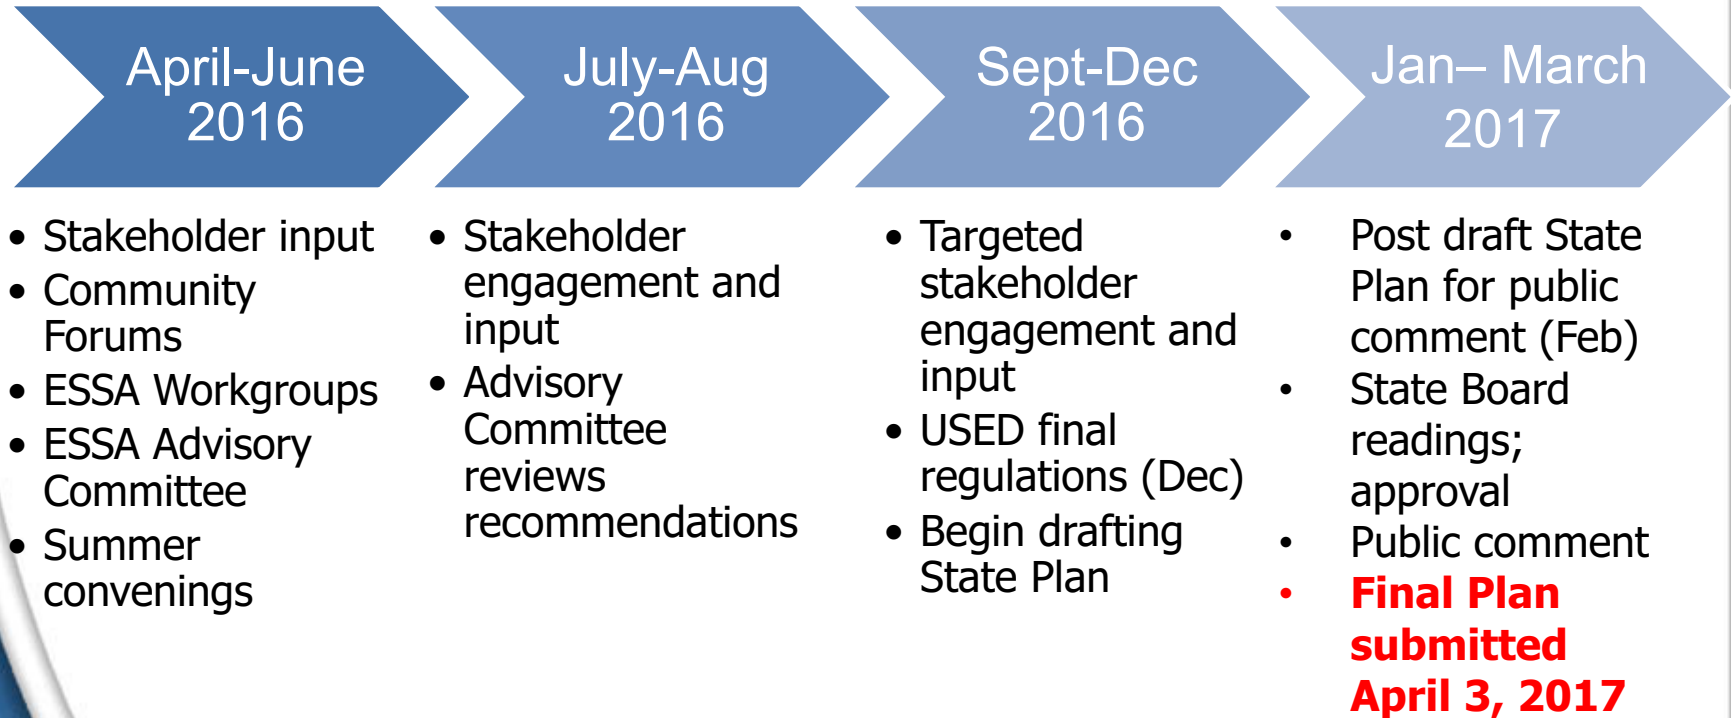 April-June
2016
July-Aug
2016
Sept-Dec
2016
Jan– March
2017
• Stakeholder input
• Community
Forums
• ESSA Workgroups
• ESSA Advisory
Committee
• Summer
convenings
• Stakeholder
engagement and
input
• Advisory
Committee
reviews
recommendations
• Targeted
stakeholder
engagement and
input
• USED final
regulations (Dec)
• Begin drafting
State Plan
• Post draft State
Plan for public
comment (Feb)
• State Board
readings;
approval
• Public comment
• Final Plan
submitted
April 3, 2017